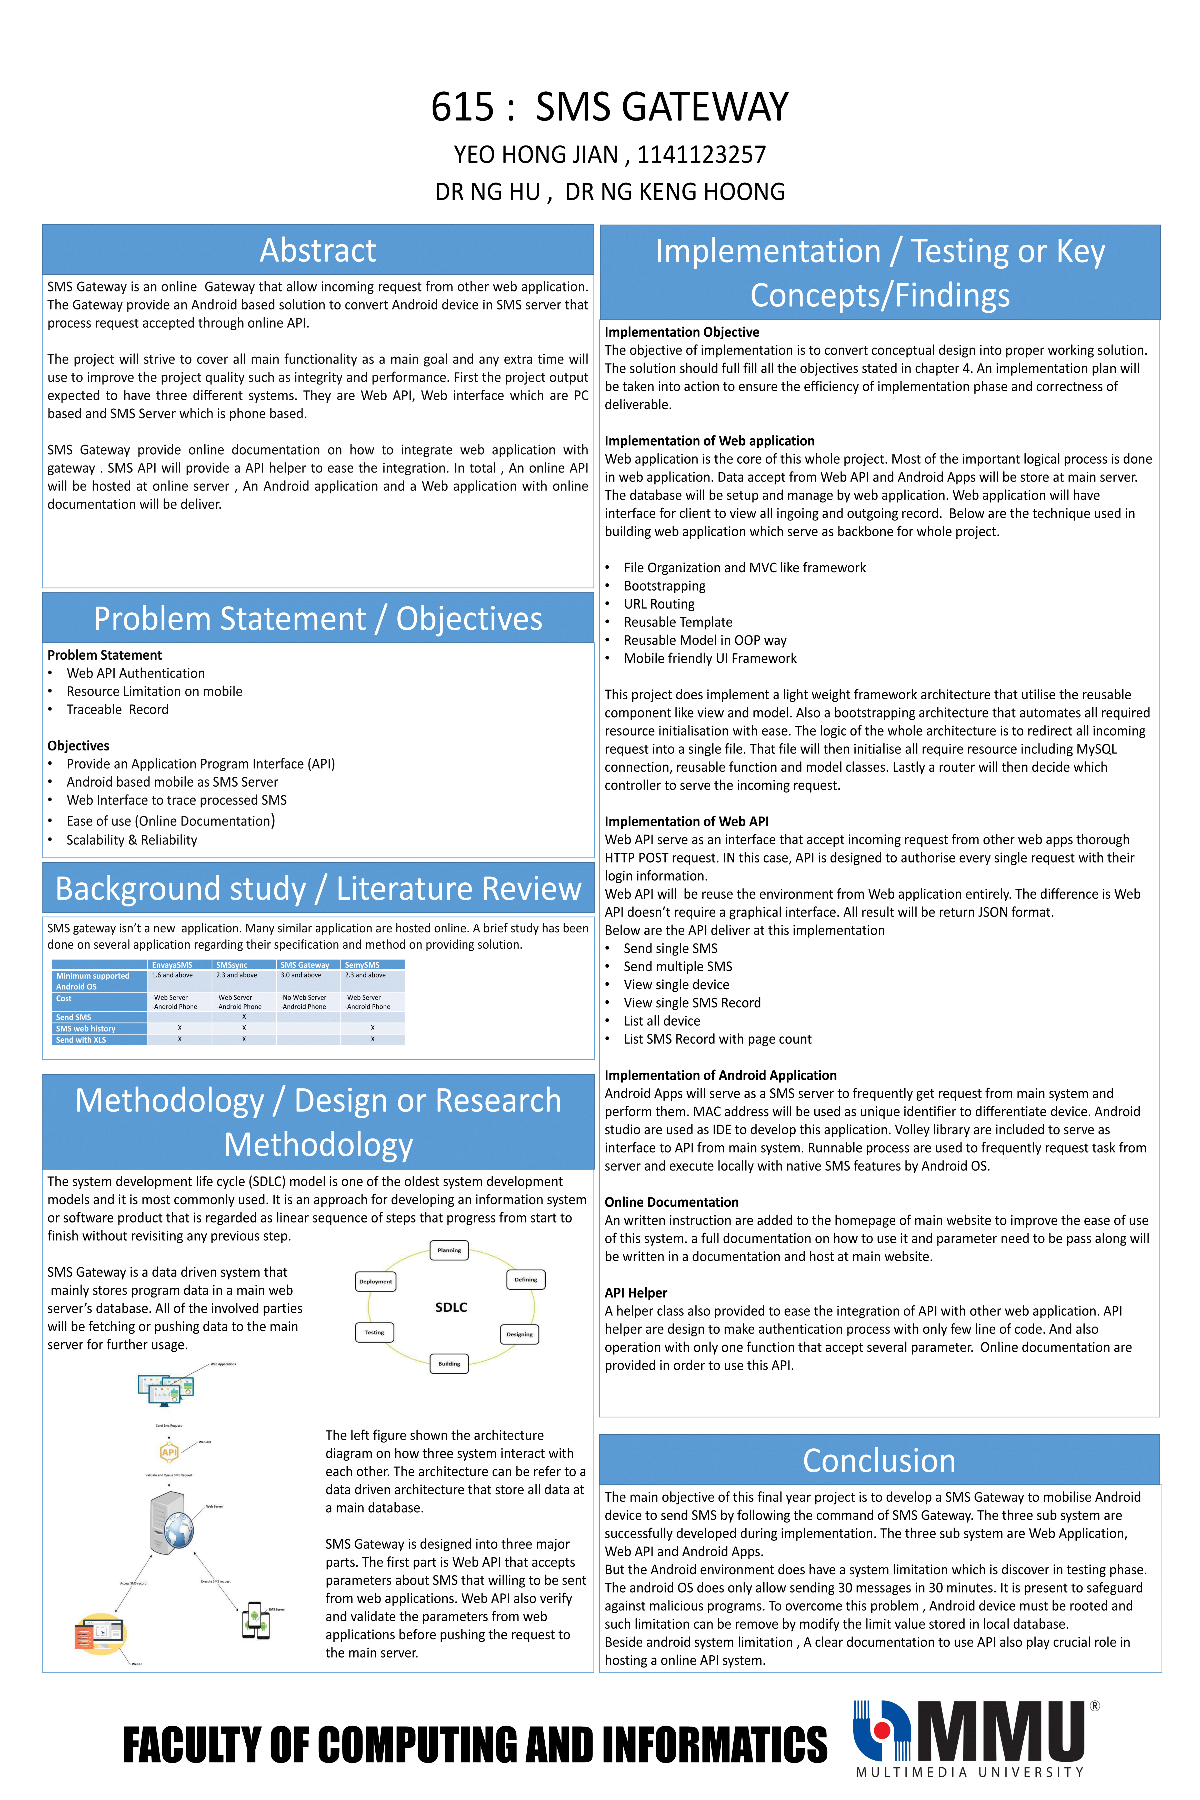 615 :  SMS GATEWAY
YEO HONG JIAN , 1141123257
DR NG HU ,  DR NG KENG HOONG
Abstract
SMS Gateway is an online  Gateway that allow incoming request from other web application.
The Gateway provide an Android based solution to convert Android device in SMS server that
process request accepted through online API.
The project will strive to cover all main functionality as a main goal and any extra time will
use to improve the project quality such as integrity and performance. First the project output
expected to have three different systems. They are Web API, Web interface which are PC
based and SMS Server which is phone based.
SMS Gateway provide online documentation on how to integrate web application with
gateway . SMS API will provide a API helper to ease the integration. In total , An online API
will be hosted at online server , An Android application and a Web application with online
documentation will be deliver.
Problem Statement / Objectives
Problem Statement
• Web API Authentication
• Resource Limitation on mobile
• Traceable  Record
Objectives
• Provide an Application Program Interface (API)
• Android based mobile as SMS Server
• Web Interface to trace processed SMS
• Ease of use (Online Documentation)
• Scalability & Reliability
Background study / Literature Review
SMS gateway isn't a new  application. Many similar application are hosted online. A brief study has been
done on several application regarding their specification and method on providing solution.
EnvayaSMS SMSsync SMS Gateway SemySMS
Minimum supported Android OS 1.6 and above 2.3 and above 3.0 and above 2.3 and above
Cost Web Server Web Server No Web Server Web Server
Android Phone Android Phone Android Phone Android Phone
Send SMS X
SMS web history X X X
Send with XLS X X X
Methodology / Design or Research
Methodology
The system development life cycle (SDLC) model is one of the oldest system development
models and it is most commonly used. It is an approach for developing an information system
or software product that is regarded as linear sequence of steps that progress from start to
finish without revisiting any previous step.
SMS Gateway is a data driven system that
mainly stores program data in a main web
server's database. All of the involved parties
will be fetching or pushing data to the main
server for further usage.
Planning
Defining
Designing
Building
Testing
Deployment
SDLC
Web Server
The left figure shown the architecture
diagram on how three system interact with
each other. The architecture can be refer to a
data driven architecture that store all data at
a main database.
SMS Gateway is designed into three major
parts. The first part is Web API that accepts
parameters about SMS that willing to be sent
from web applications. Web API also verify
and validate the parameters from web
applications before pushing the request to
the main server.
Implementation / Testing or Key
Concepts/Findings
Implementation Objective
The objective of implementation is to convert conceptual design into proper working solution.
The solution should full fill all the objectives stated in chapter 4. An implementation plan will
be taken into action to ensure the efficiency of implementation phase and correctness of
deliverable.
Implementation of Web application
Web application is the core of this whole project. Most of the important logical process is done
in web application. Data accept from Web API and Android Apps will be store at main server.
The database will be setup and manage by web application. Web application will have
interface for client to view all ingoing and outgoing record.  Below are the technique used in
building web application which serve as backbone for whole project.
• File Organization and MVC like framework
• Bootstrapping
• URL Routing
• Reusable Template
• Reusable Model in OOP way
• Mobile friendly UI Framework
This project does implement a light weight framework architecture that utilise the reusable
component like view and model. Also a bootstrapping architecture that automates all required
resource initialisation with ease. The logic of the whole architecture is to redirect all incoming
request into a single file. That file will then initialise all require resource including MySQL
connection, reusable function and model classes. Lastly a router will then decide which
controller to serve the incoming request.
Implementation of Web API
Web API serve as an interface that accept incoming request from other web apps thorough
HTTP POST request. IN this case, API is designed to authorise every single request with their
login information.
Web API will  be reuse the environment from Web application entirely. The difference is Web
API doesn't require a graphical interface. All result will be return JSON format.
Below are the API deliver at this implementation
• Send single SMS
• Send multiple SMS
• View single device
• View single SMS Record
• List all device
• List SMS Record with page count
Implementation of Android Application
Android Apps will serve as a SMS server to frequently get request from main system and
perform them. MAC address will be used as unique identifier to differentiate device. Android
studio are used as IDE to develop this application. Volley library are included to serve as
interface to API from main system. Runnable process are used to frequently request task from
server and execute locally with native SMS features by Android OS.
Online Documentation
An written instruction are added to the homepage of main website to improve the ease of use
of this system. a full documentation on how to use it and parameter need to be pass along will
be written in a documentation and host at main website.
API Helper
A helper class also provided to ease the integration of API with other web application. API
helper are design to make authentication process with only few line of code. And also
operation with only one function that accept several parameter.  Online documentation are
provided in order to use this API.
Conclusion
The main objective of this final year project is to develop a SMS Gateway to mobilise Android
device to send SMS by following the command of SMS Gateway. The three sub system are
successfully developed during implementation. The three sub system are Web Application,
Web API and Android Apps.
But the Android environment does have a system limitation which is discover in testing phase.
The android OS does only allow sending 30 messages in 30 minutes. It is present to safeguard
against malicious programs. To overcome this problem , Android device must be rooted and
such limitation can be remove by modify the limit value stored in local database.
Beside android system limitation , A clear documentation to use API also play crucial role in
hosting a online API system.
FACULTY OF COMPUTING AND INFORMATICS
MMU®
MULTIMEDIA UNIVERSITY